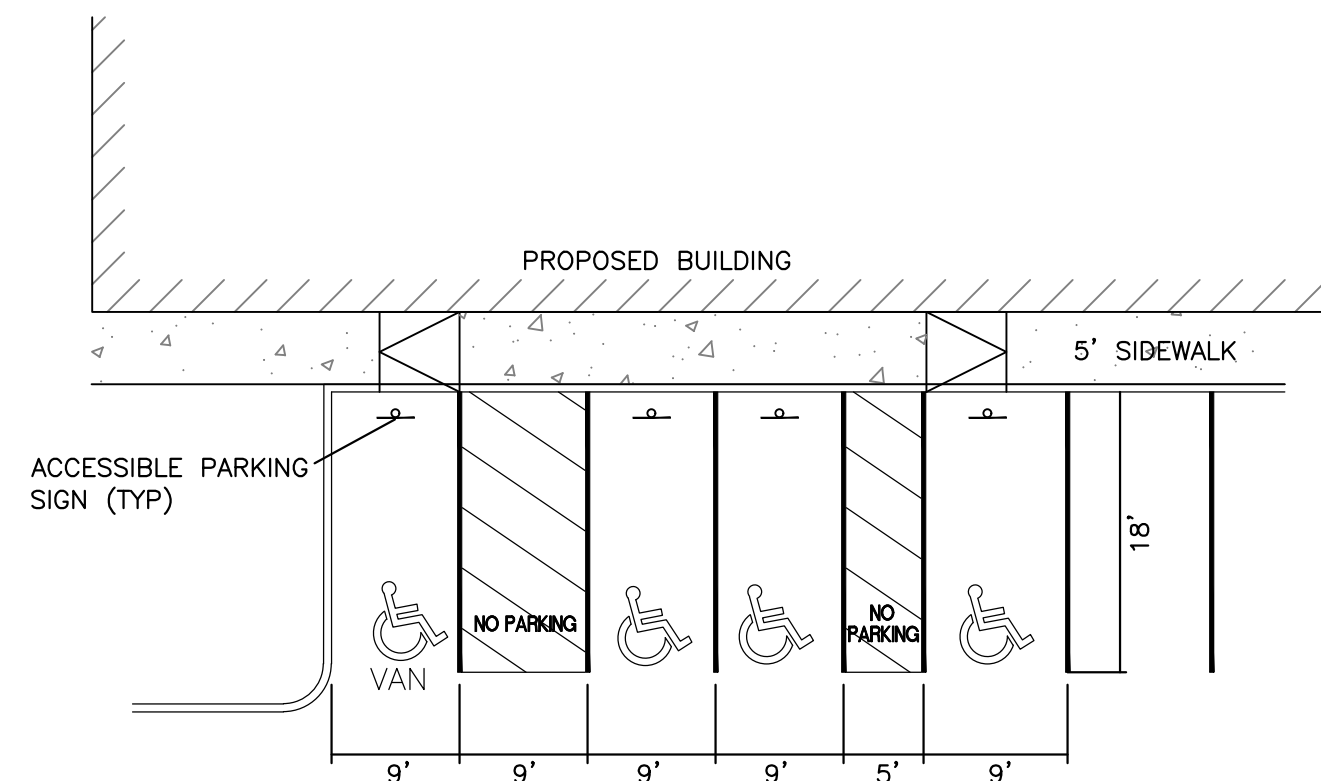 PROPOSED BUILDING
5' SIDEWALK
ACCESSIBLE PARKING
SIGN (TYP)
18'
NO PARKING
NO
PARKING
VAN
9' 9' 9' 9' 5' 9'